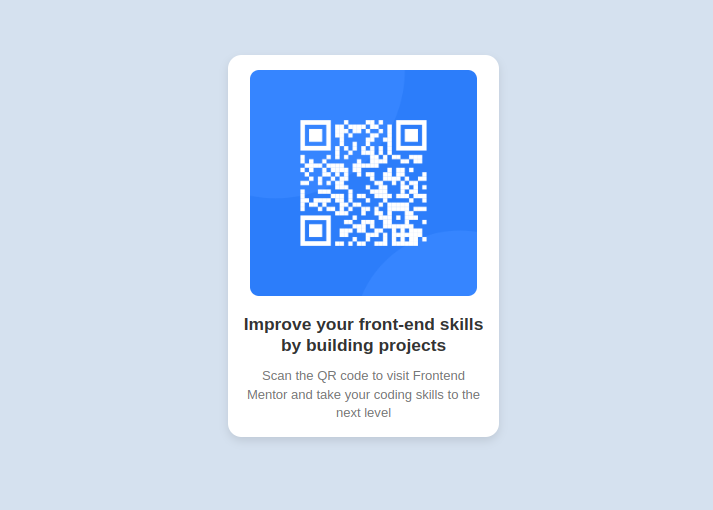 Improve your front-end skills
by building projects
Scan the QR code to visit Frontend
Mentor and take your coding skills to the
next level